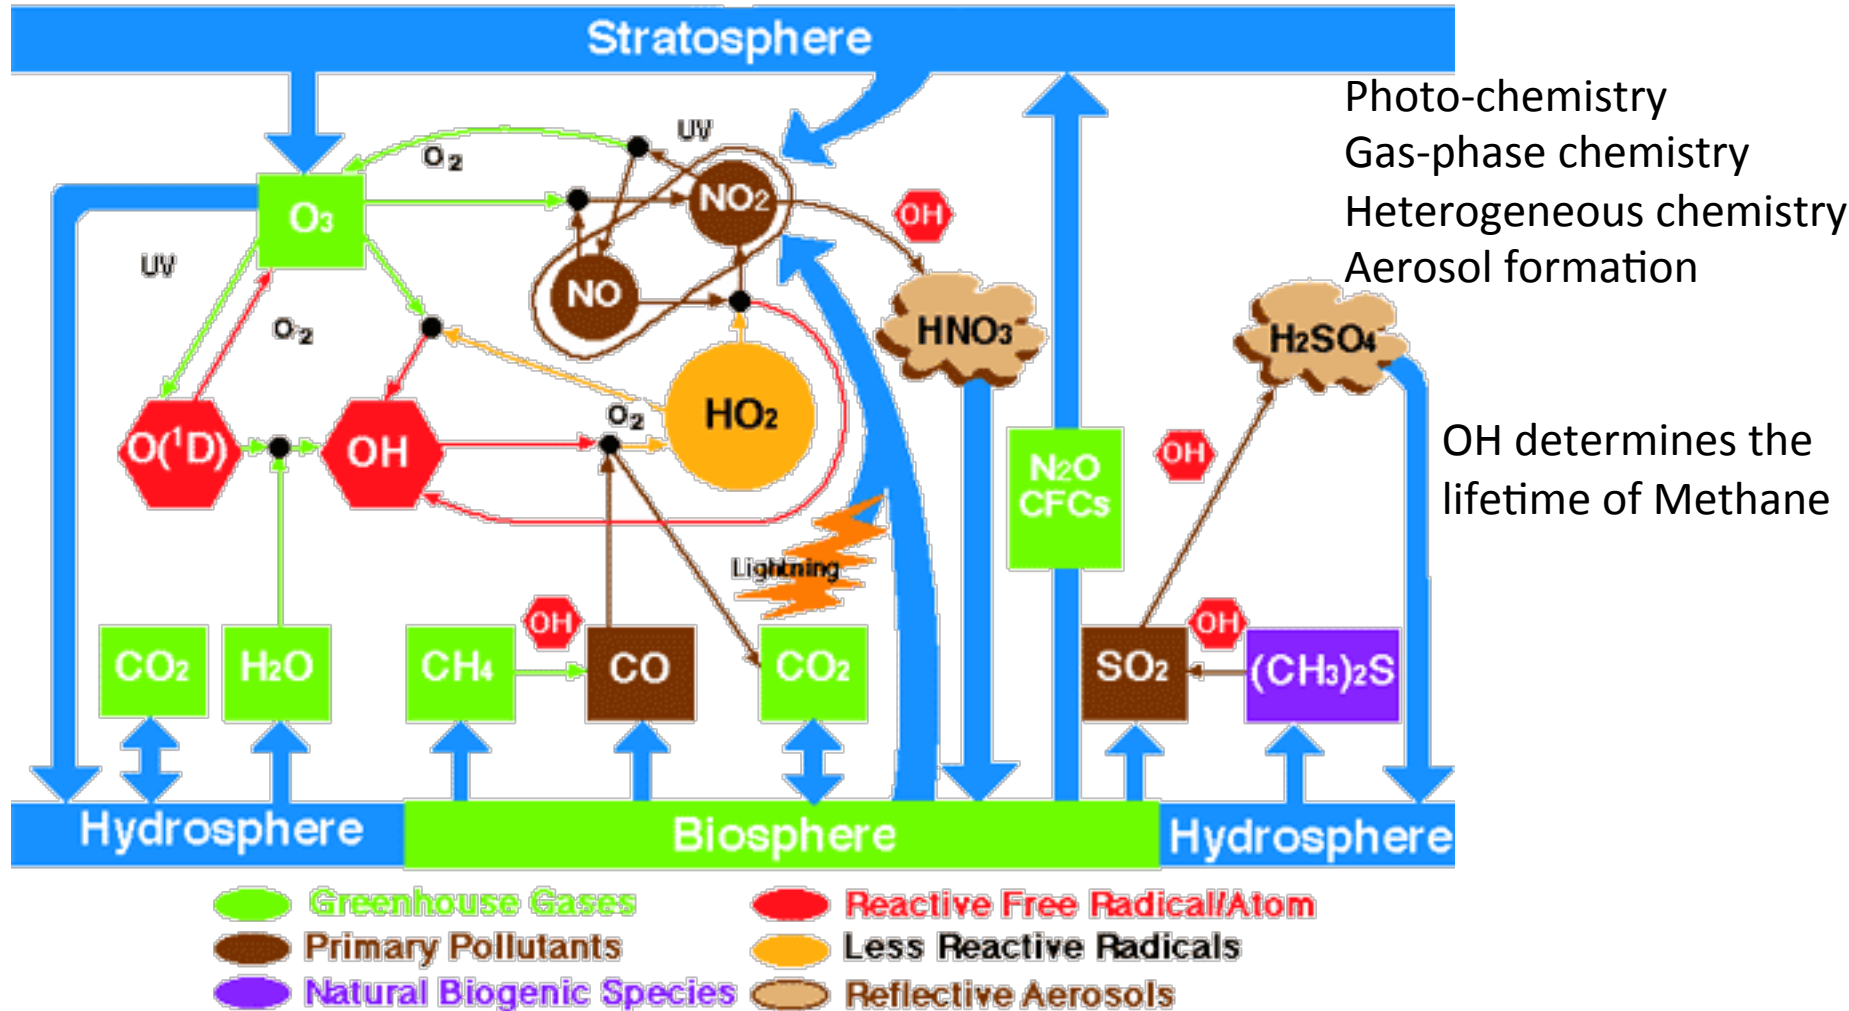 Stratosphere
Photo-chemistry
Gas-phase chemistry
Heterogeneous chemistry
Aerosol formation
UV
O2
NO2
OH
O3
UV
NO
O2
HNO3
H2SO4
HO2
O2
O(1D)
OH
OH
OH determines the
lifetime of Methane
N2O
CFCs
Lightning
OH
OH
CO2
H2O
CH4
CO
CO2
SO2
(CH3)2S
Hydrosphere
Biosphere
Hydrosphere
Greenhouse Gases
Reactive Free Radical/Atom
Primary Pollutants
Less Reactive Radicals
Natural Biogenic Species
Reflective Aerosols